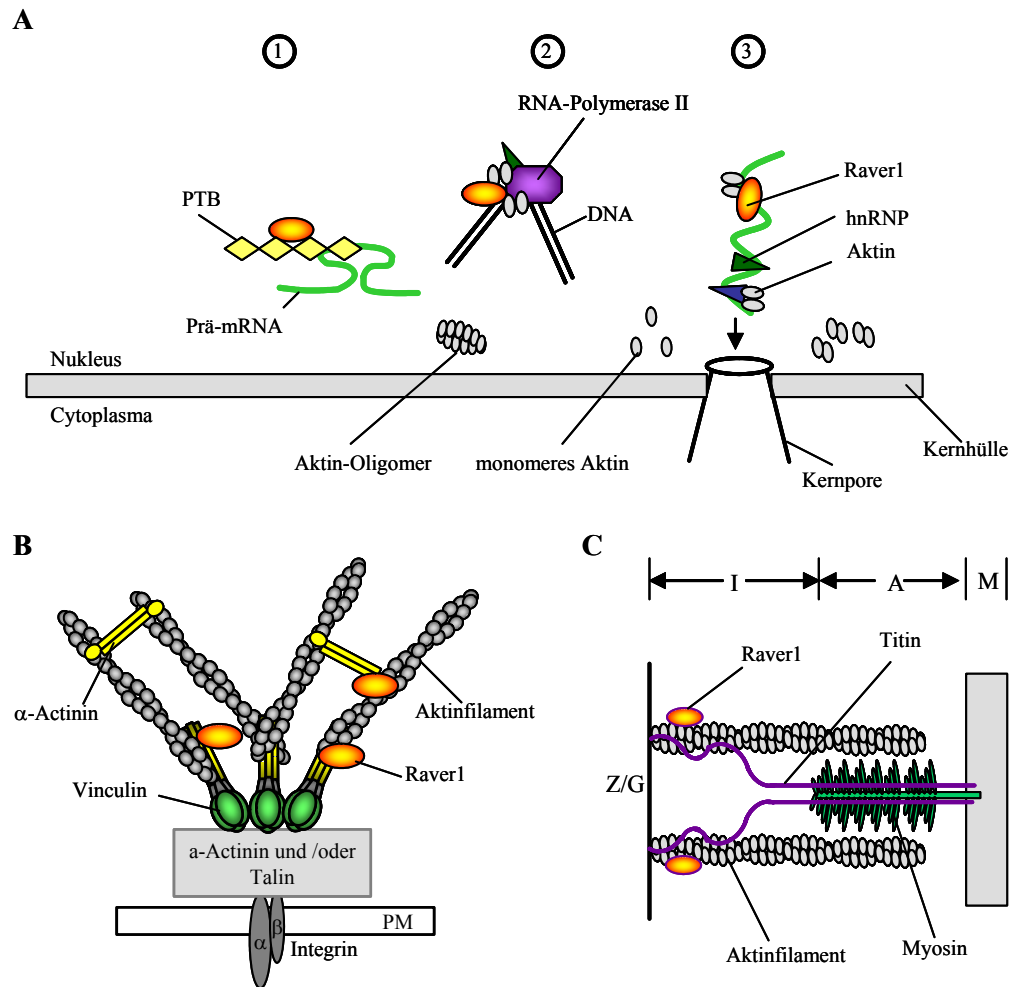 A
1
2
3
RNA-Polymerase II
PTB
DNA
Raver1
hnRNP
Aktin
Prä-mRNA
Nukleus
Cytoplasma
Aktin-Oligomer
monomeres Aktin
Kernpore
Kernhülle
B
α-Actinin
Aktinfilament
Raver1
Vinculin
a-Actinin und /oder
Talin
PM
α
β
Integrin
C
I
A
M
Raver1
Titin
Z/G
Aktinfilament
Myosin